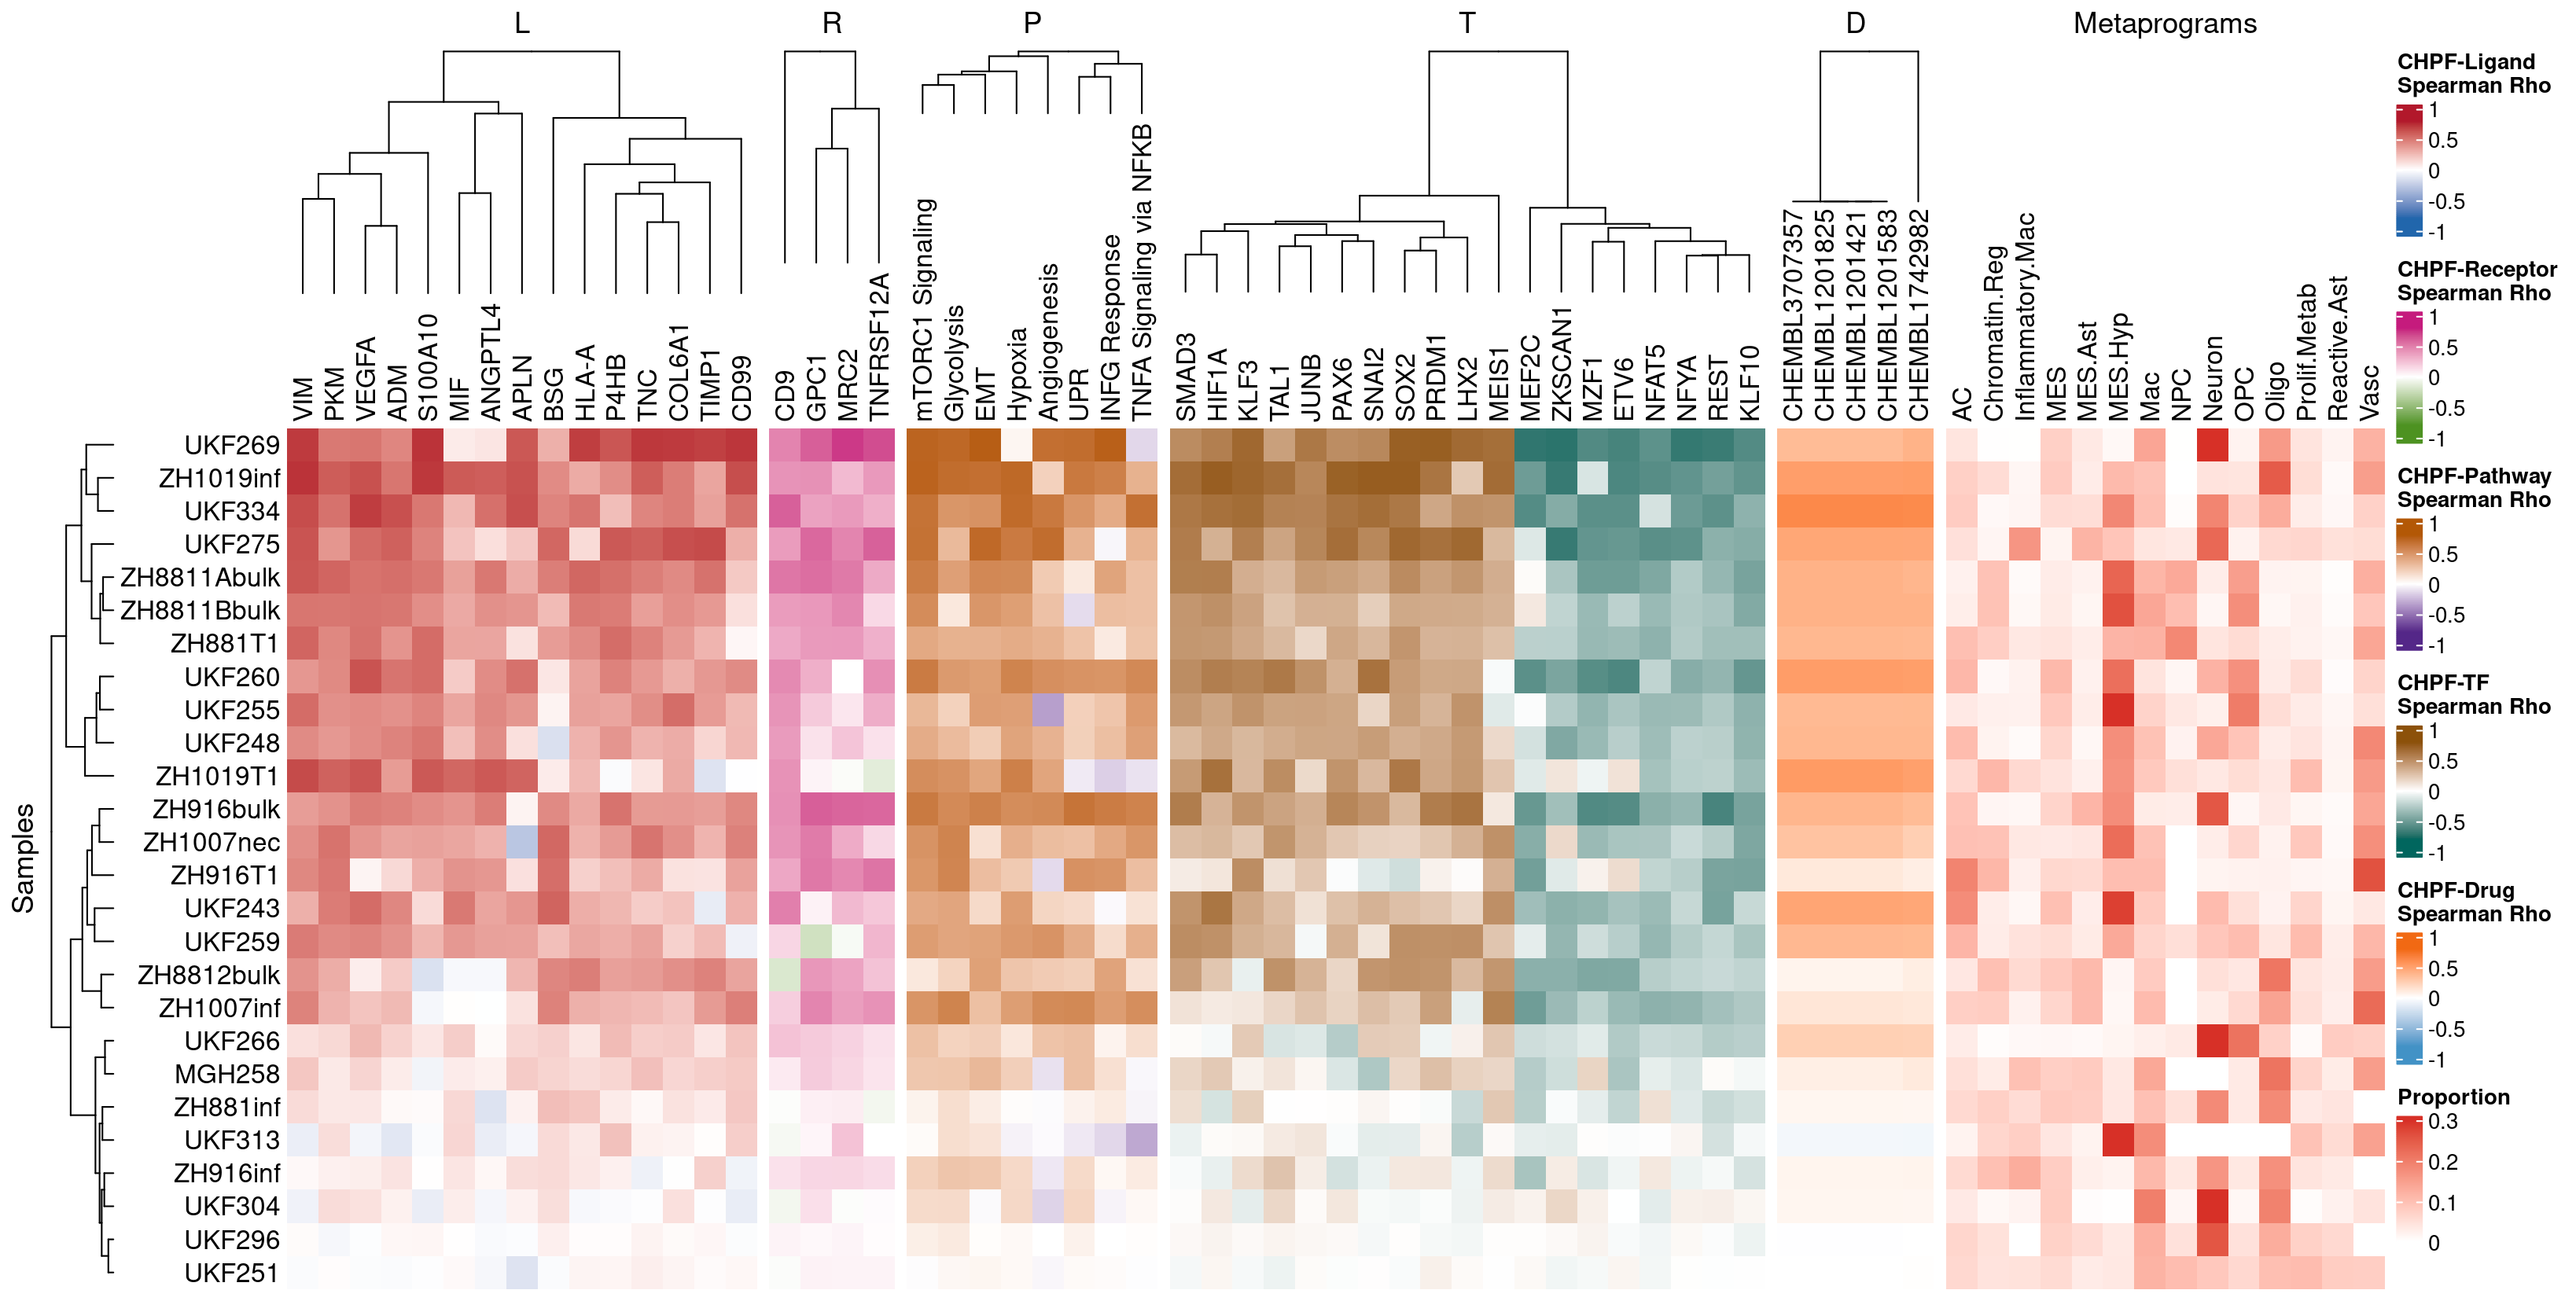 L
R
P
T
D
Metaprograms
VIM
PKM
VEGFA
ADM
S100A10
MIF
ANGPTL4
APLN
BSG
HLA-A
P4HB
TNC
COL6A1
TIMP1
CD99
CD9
GPC1
MRC2
TNFRSF12A
mTORC1 Signaling
Glycolysis
EMT
Hypoxia
Angiogenesis
UPR
INFG Response
TNFA Signaling via NFKB
SMAD3
HIF1A
KLF3
TAL1
JUNB
PAX6
SNAI2
SOX2
PRDM1
LHX2
MEIS1
MEF2C
ZKSCAN1
MZF1
ETV6
NFAT5
NFYA
REST
KLF10
CHEMBL3707357
CHEMBL1201825
CHEMBL1201421
CHEMBL1201583
CHEMBL1742982
AC
Chromatin.Reg
Inflammatory.Mac
MES
MES.Ast
MES.Hyp
Mac
NPC
Neuron
OPC
Oligo
Prolif.Metab
Reactive.Ast
Vasc
Samples
UKF269
ZH1019inf
UKF334
UKF275
ZH8811Abulk
ZH8811Bbulk
ZH881T1
UKF260
UKF255
UKF248
ZH1019T1
ZH916bulk
ZH1007nec
ZH916T1
UKF243
UKF259
ZH8812bulk
ZH1007inf
UKF266
MGH258
ZH881inf
UKF313
ZH916inf
UKF304
UKF296
UKF251
CHPF-Ligand
Spearman Rho
1
0.5
0
-0.5
-1
CHPF-Receptor
Spearman Rho
1
0.5
0
-0.5
-1
CHPF-Pathway
Spearman Rho
1
0.5
0
-0.5
-1
CHPF-TF
Spearman Rho
1
0.5
0
-0.5
-1
CHPF-Drug
Spearman Rho
1
0.5
0
-0.5
-1
Proportion
0.3
0.2
0.1
0